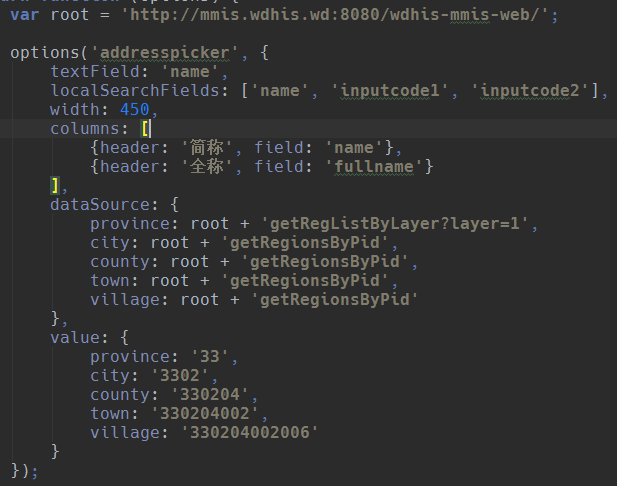 var root = 'http://mmis.wdhis.wd:8080/wdhis-mmis-web/';
options('addresspicker', {
textField: 'name',
localSearchFields: ['name', 'inputcode1', 'inputcode2'],
width: 450,
columns: [
{header: '简称', field: 'name'},
{header: '全称', field: 'fullname'}
],
dataSource: {
province: root + 'getRegListByLayer?layer=1',
city: root + 'getRegionsByPid',
county: root + 'getRegionsByPid',
town: root + 'getRegionsByPid',
village: root + 'getRegionsByPid'
},
value: {
province: '33',
city: '3302',
county: '330204',
town: '330204002',
village: '330204002006'
}
});